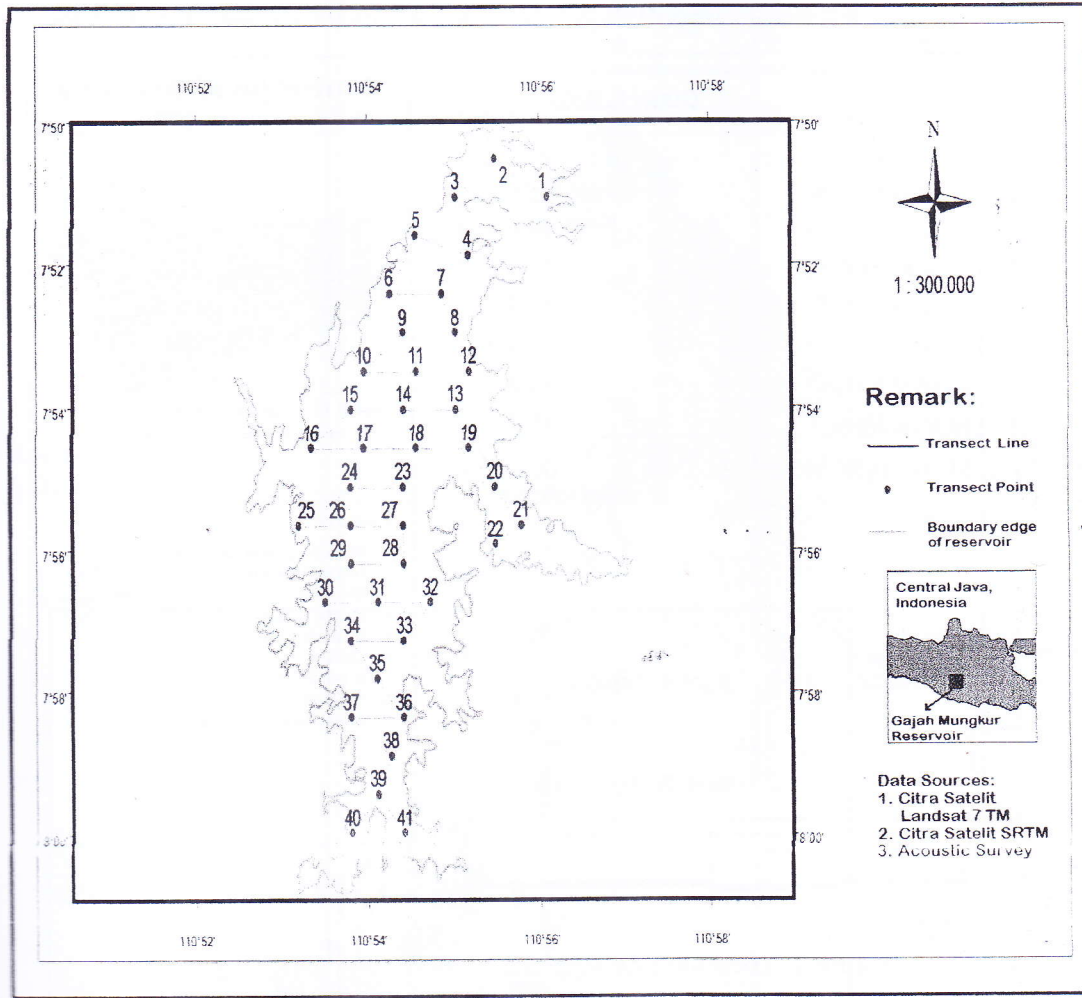 110°52' 110°54' 110°56' 110°58'
7°50' 7°50'
N
2 1
3
5
4
7°52' 7°52'
6 7
1 : 300.000
9 8
10 11 12
Remark:
15 14 13
7°54' 7°54'
16 17 18 19
Transect Line
24 23 20
Transect Point
25 26 27 21
22
Boundary edge
of reservoir
7°56' 7°56'
29 28
30 31 32
Central Java,
Indonesia
34 33
35
7°58' 7°58'
37 36
Gajah Mungkur
Reservoir
38
39
Data Sources:
1. Citra Satelit
Landsat 7 TM
2. Citra Satelit SRTM
3. Acoustic Survey
40 41
8°00' 8°00'
110°52' 110°54' 110°56' 110°58'